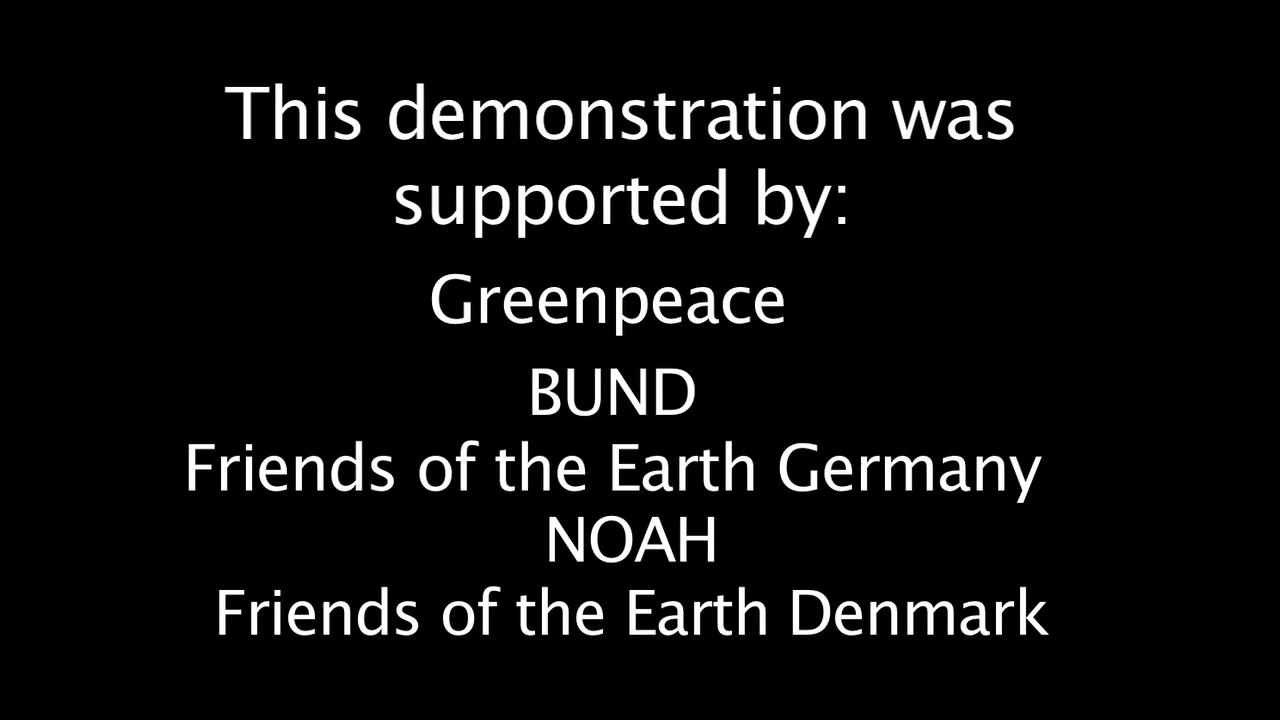 This demonstration was
supported by:
Greenpeace
BUND
Friends of the Earth Germany
NOAH
Friends of the Earth Denmark